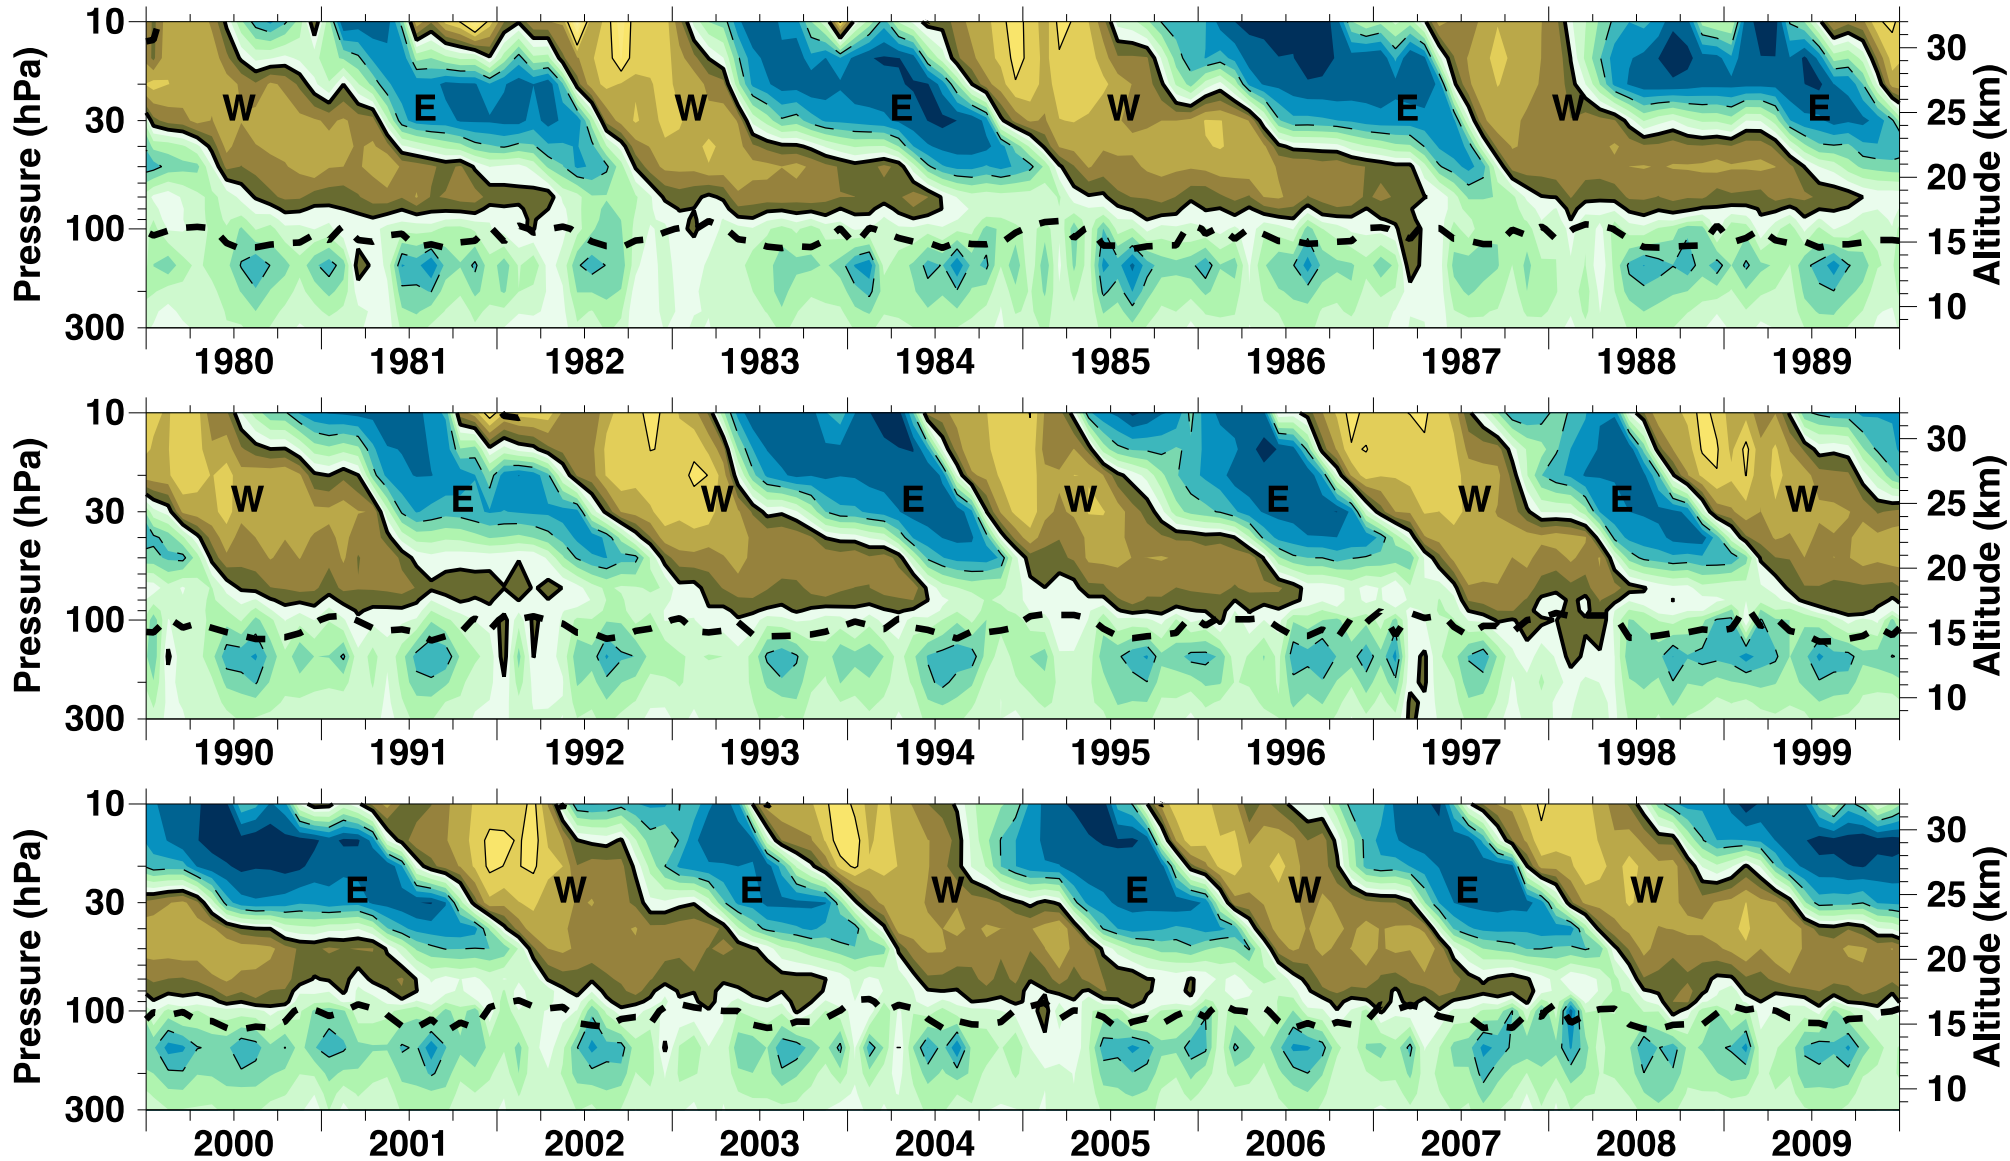 10 30
W E W E W E W E
30 25
20
100 15
300 10
Pressure (hPa) Altitude (km)
1980 1981 1982 1983 1984 1985 1986 1987 1988 1989
10 30
W E W E W E W E W
30 25
20
100 15
300 10
Pressure (hPa) Altitude (km)
1990 1991 1992 1993 1994 1995 1996 1997 1998 1999
10 30
E W E W E W E W
30 25
20
100 15
300 10
Pressure (hPa) Altitude (km)
2000 2001 2002 2003 2004 2005 2006 2007 2008 2009